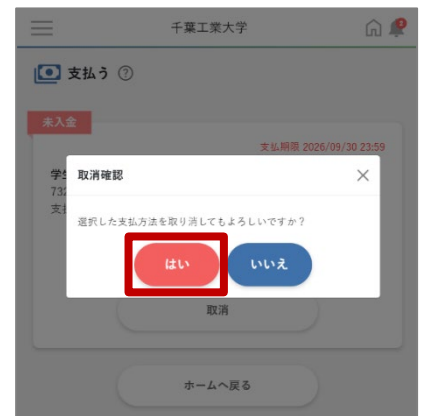 千葉工業大学
支払う ?
未入金
支払期限 2026/09/30 23:59
取消確認
選択した支払方法を取り消してもよろしいですか？
はい
いいえ
取消
ホームへ戻る